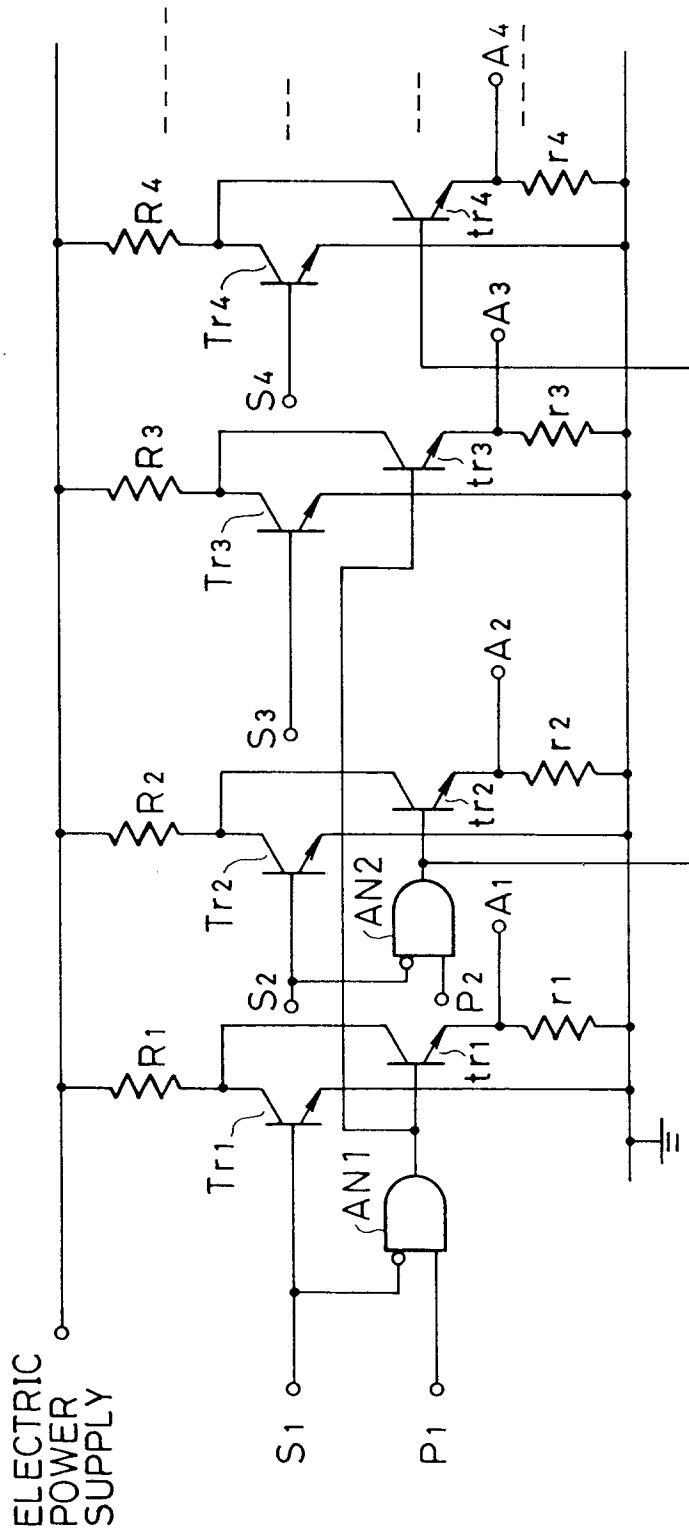 ELECTRIC
POWER
SUPPLY
R1
R2
R3
R4
Tr1
Tr2
Tr3
Tr4
S1
S2
S3
S4
AN1
AN2
P1
P2
tr1
tr2
tr3
tr4
A1
A2
A3
A4
r1
r2
r3
r4